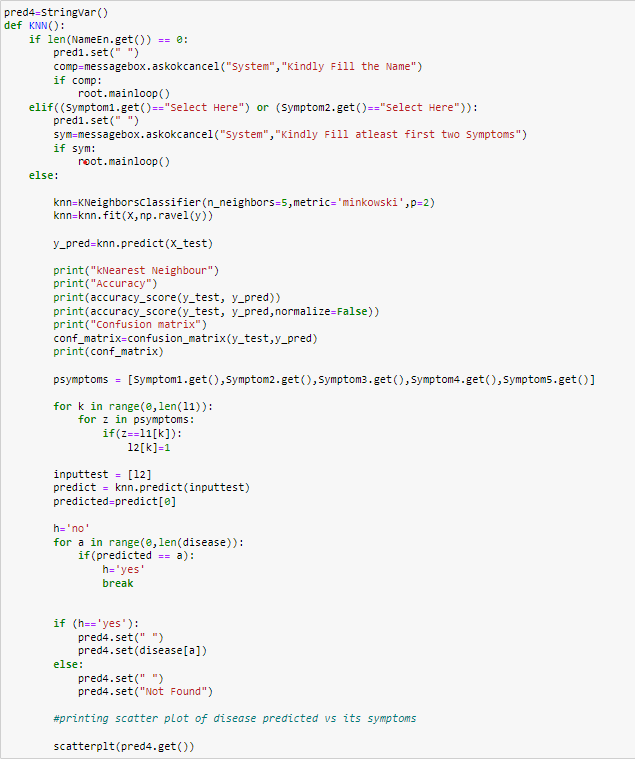 pred4=StringVar()
def KNN():
    if len(NameEn.get()) == 0:
        pred1.set(" ")
        comp=messagebox.askokcancel("System","Kindly Fill the Name")
        if comp:
            root.mainloop()
    elif((Symptom1.get()=="Select Here") or (Symptom2.get()=="Select Here")):
        pred1.set(" ")
        sym=messagebox.askokcancel("System","Kindly Fill atleast first two Symptoms")
        if sym:
            root.mainloop()
    else:

        knn=KNeighborsClassifier(n_neighbors=5,metric='minkowski',p=2)
        knn=knn.fit(X,np.ravel(y))

        y_pred=knn.predict(X_test)

        print("kNearest Neighbour")
        print("Accuracy")
        print(accuracy_score(y_test, y_pred))
        print(accuracy_score(y_test, y_pred,normalize=False))
        print("Confusion matrix")
        conf_matrix=confusion_matrix(y_test,y_pred)
        print(conf_matrix)

        psymptoms = [Symptom1.get(),Symptom2.get(),Symptom3.get(),Symptom4.get(),Symptom5.get()]

        for k in range(0,len(l1)):
            for z in psymptoms:
                if(z==l1[k]):
                    l2[k]=1

        inputtest = [l2]
        predict = knn.predict(inputtest)
        predicted=predict[0]

        h='no'
        for a in range(0,len(disease)):
            if(predicted == a):
                h='yes'
                break


        if (h=='yes'):
            pred4.set(" ")
            pred4.set(disease[a])
        else:
            pred4.set(" ")
            pred4.set("Not Found")

        #printing scatter plot of disease predicted vs its symptoms

        scatterplt(pred4.get())